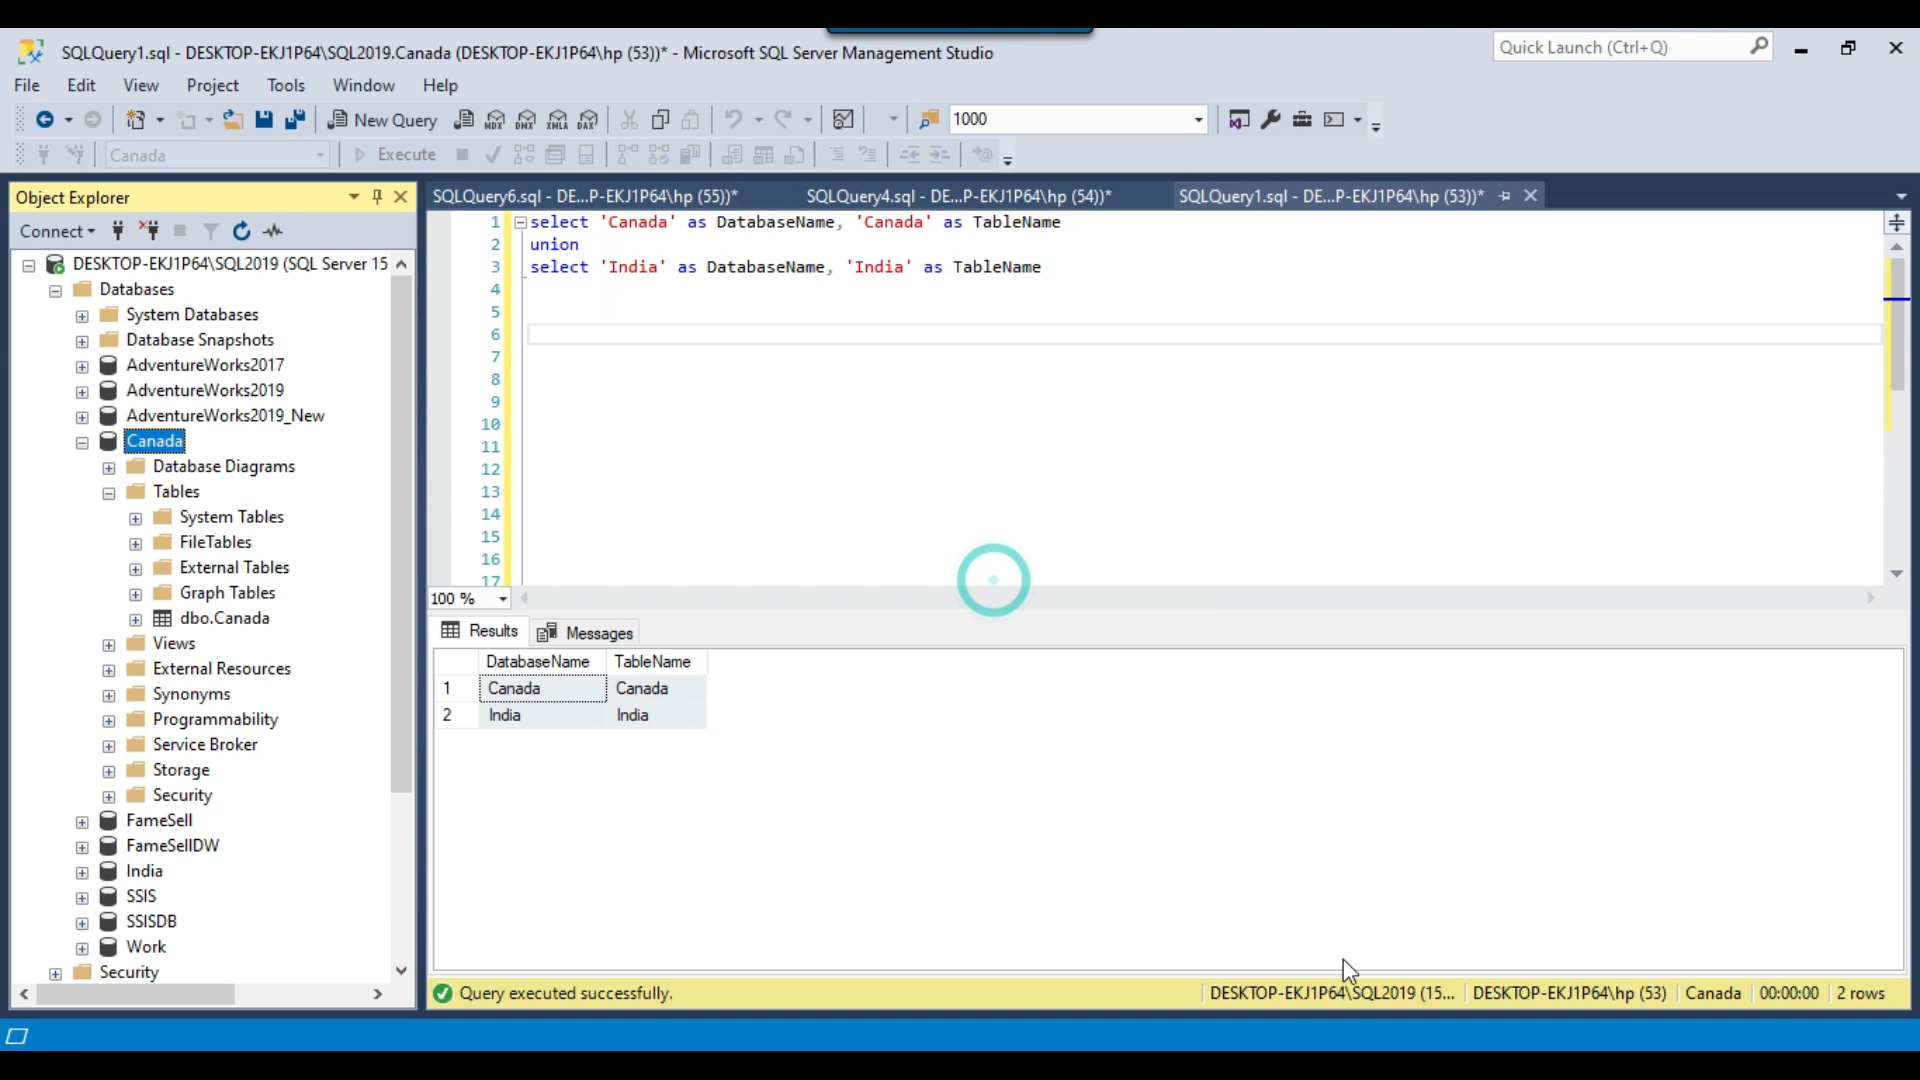 SQLQuery1.sql - DESKTOP-EKJ1P64\SQL2019.Canada (DESKTOP-EKJ1P64\hp (53))* - Microsoft SQL Server Management Studio
Quick Launch (Ctrl+Q)
File Edit View Project Tools Window Help
New Query MDX DMX XMLA DAX 1000
Canada Execute
Object Explorer
SQLQuery6.sql - DE...P-EKJ1P64\hp (55))* SQLQuery4.sql - DE...P-EKJ1P64\hp (54))* SQLQuery1.sql - DE...P-EKJ1P64\hp (53))*
Connect
DESKTOP-EKJ1P64\SQL2019 (SQL Server 15
Databases
System Databases
Database Snapshots
AdventureWorks2017
AdventureWorks2019
AdventureWorks2019_New
Canada
Database Diagrams
Tables
System Tables
FileTables
External Tables
Graph Tables
dbo.Canada
Views
External Resources
Synonyms
Programmability
Service Broker
Storage
Security
FameSell
FameSellDW
India
SSIS
SSISDB
Work
Security
1 select 'Canada' as DatabaseName, 'Canada' as TableName
2 union
3 select 'India' as DatabaseName, 'India' as TableName
4
5
6
7
8
9
10
11
12
13
14
15
16
17
100 %
Results Messages
DatabaseName TableName
1 Canada Canada
2 India India
Query executed successfully. DESKTOP-EKJ1P64\SQL2019 (15... DESKTOP-EKJ1P64\hp (53) Canada 00:00:00 2 rows